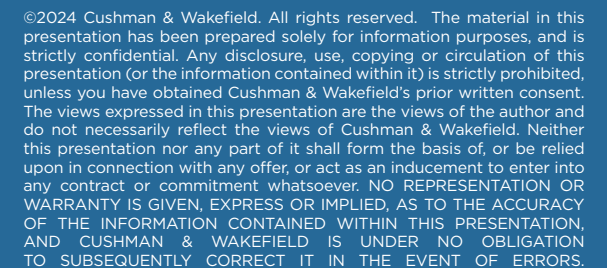 ©2024 Cushman & Wakefield. All rights reserved. The material in this
presentation has been prepared solely for information purposes, and is
strictly confidential. Any disclosure, use, copying or circulation of this
presentation (or the information contained within it) is strictly prohibited,
unless you have obtained Cushman & Wakefield's prior written consent.
The views expressed in this presentation are the views of the author and
do not necessarily reflect the views of Cushman & Wakefield. Neither
this presentation nor any part of it shall form the basis of, or be relied
upon in connection with any offer, or act as an inducement to enter into
any contract or commitment whatsoever. NO REPRESENTATION OR
WARRANTY IS GIVEN, EXPRESS OR IMPLIED, AS TO THE ACCURACY
OF THE INFORMATION CONTAINED WITHIN THIS PRESENTATION,
AND CUSHMAN & WAKEFIELD IS UNDER NO OBLIGATION
TO SUBSEQUENTLY CORRECT IT IN THE EVENT OF ERRORS.